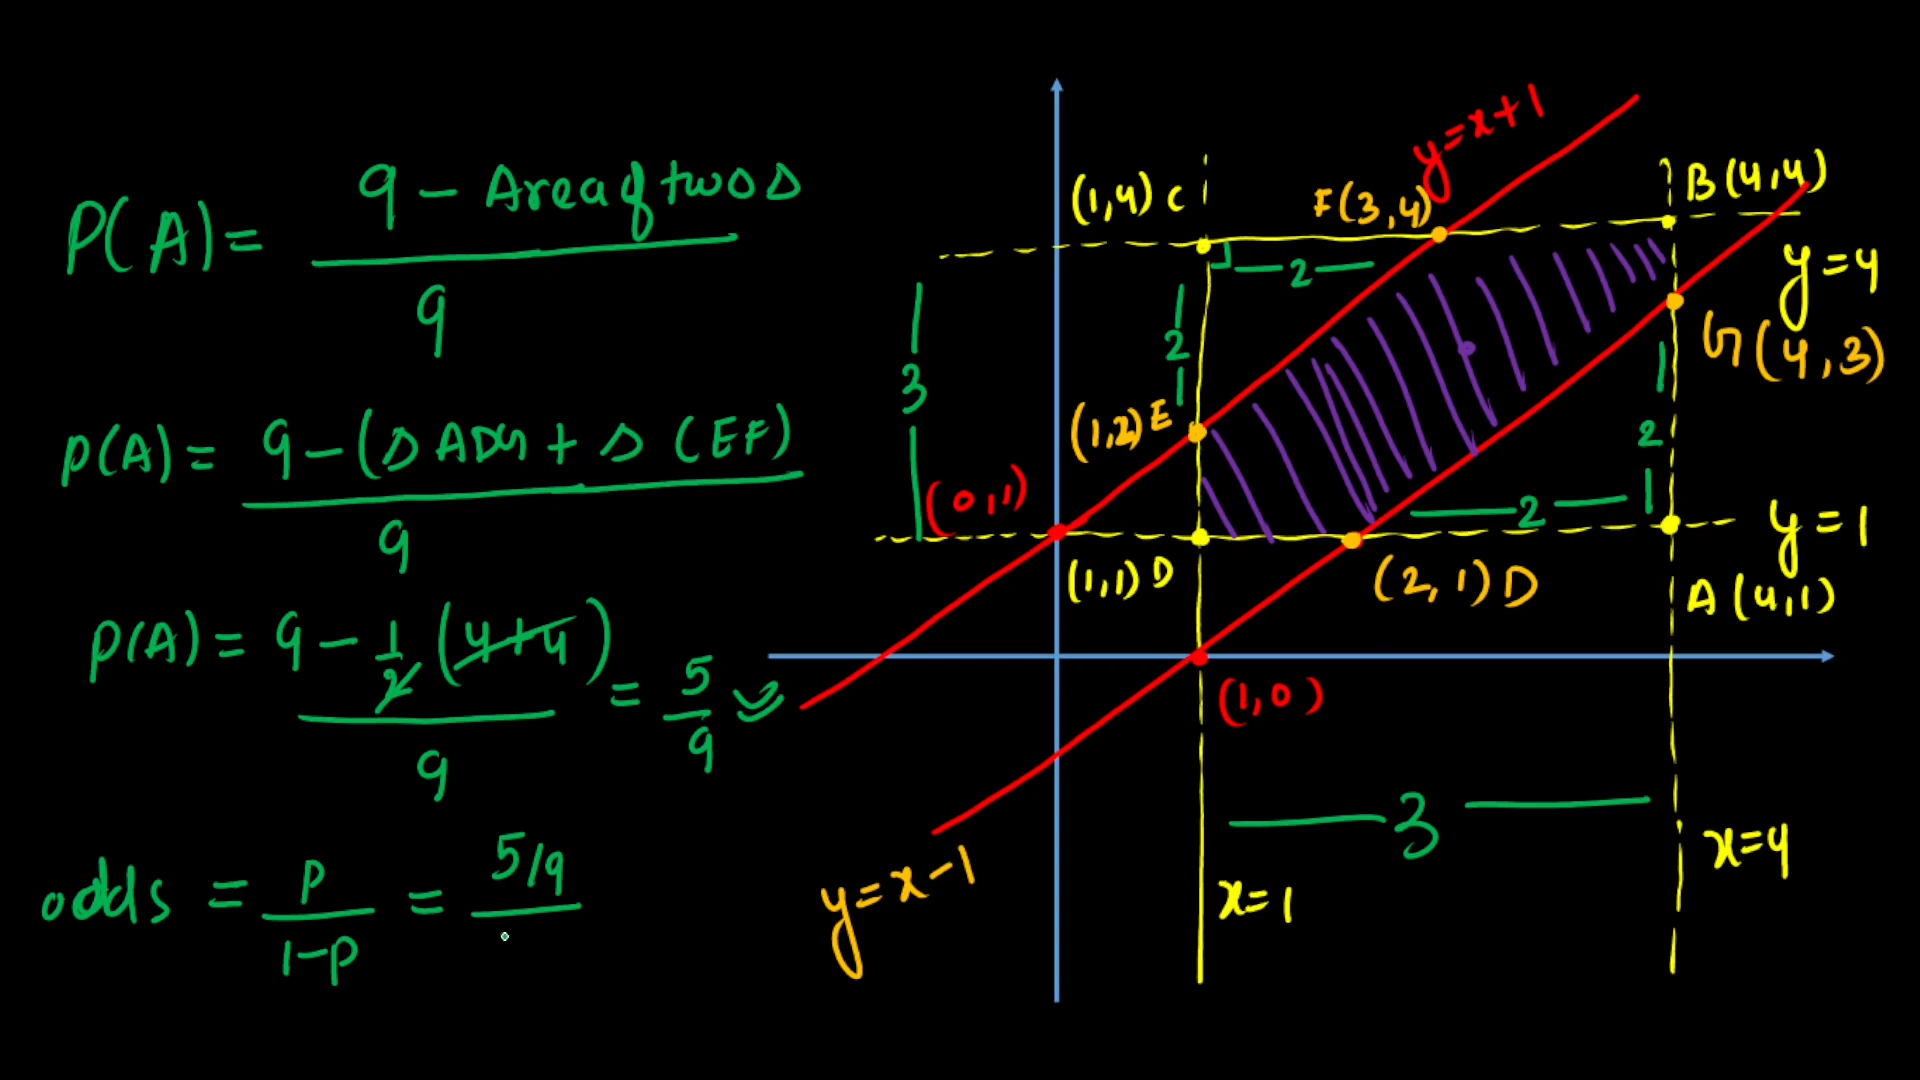 P(A) = 9 - Area of two Δ / 9
P(A) = 9 - (Δ ADG + Δ CEF) / 9
P(A) = 9 - 1/2 (4+4) / 9 = 5/9
odds = P / 1-P = 5/9
y=x+1
(1,4) C
F(3,4)
B(4,4)
y=4
2
2
3
G(4,3)
(1,2) E
2
(0,1)
2
y=1
(1,1) D
(2,1) D
A(4,1)
(1,0)
3
x=4
y=x-1
x=1